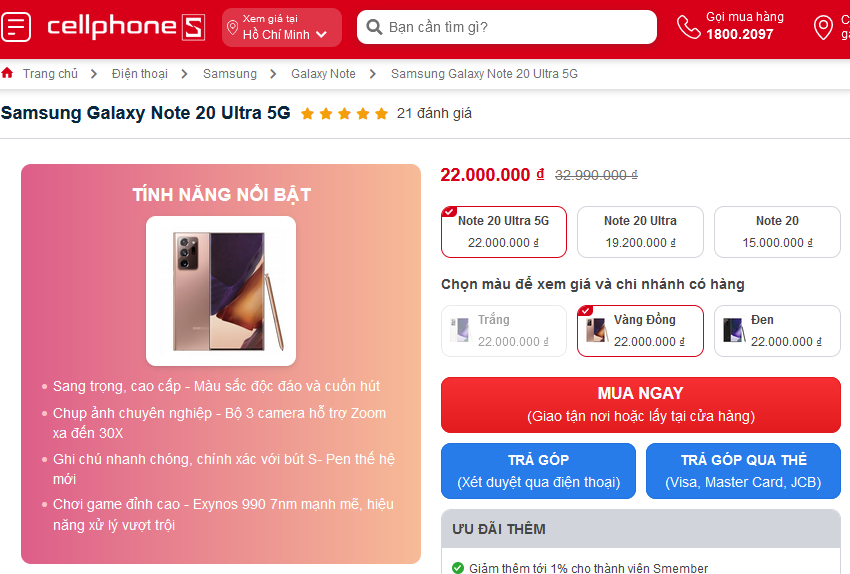 cellphoneS
Xem giá tại
Hồ Chí Minh
Bạn cần tìm gì?
Gọi mua hàng
1800.2097
Trang chủ
Điện thoại
Samsung
Galaxy Note
Samsung Galaxy Note 20 Ultra 5G
Samsung Galaxy Note 20 Ultra 5G
21 đánh giá
TÍNH NĂNG NỔI BẬT
Sang trọng, cao cấp - Màu sắc độc đáo và cuốn hút
Chụp ảnh chuyên nghiệp - Bộ 3 camera hỗ trợ Zoom
xa đến 30X
Ghi chú nhanh chóng, chính xác với bút S- Pen thế hệ
mới
Chơi game đỉnh cao - Exynos 990 7nm mạnh mẽ, hiệu
năng xử lý vượt trội
22.000.000 ₫ 32.990.000 ₫
Note 20 Ultra 5G
22.000.000 ₫
Note 20 Ultra
19.200.000 ₫
Note 20
15.000.000 ₫
Chọn màu để xem giá và chi nhánh có hàng
Trắng
22.000.000 ₫
Vàng Đồng
22.000.000 ₫
Đen
22.000.000 ₫
MUA NGAY
(Giao tận nơi hoặc lấy tại cửa hàng)
TRẢ GÓP
(Xét duyệt qua điện thoại)
TRẢ GÓP QUA THẺ
(Visa, Master Card, JCB)
ƯU ĐÃI THÊM
Giảm thêm tới 1% cho thành viên Smember